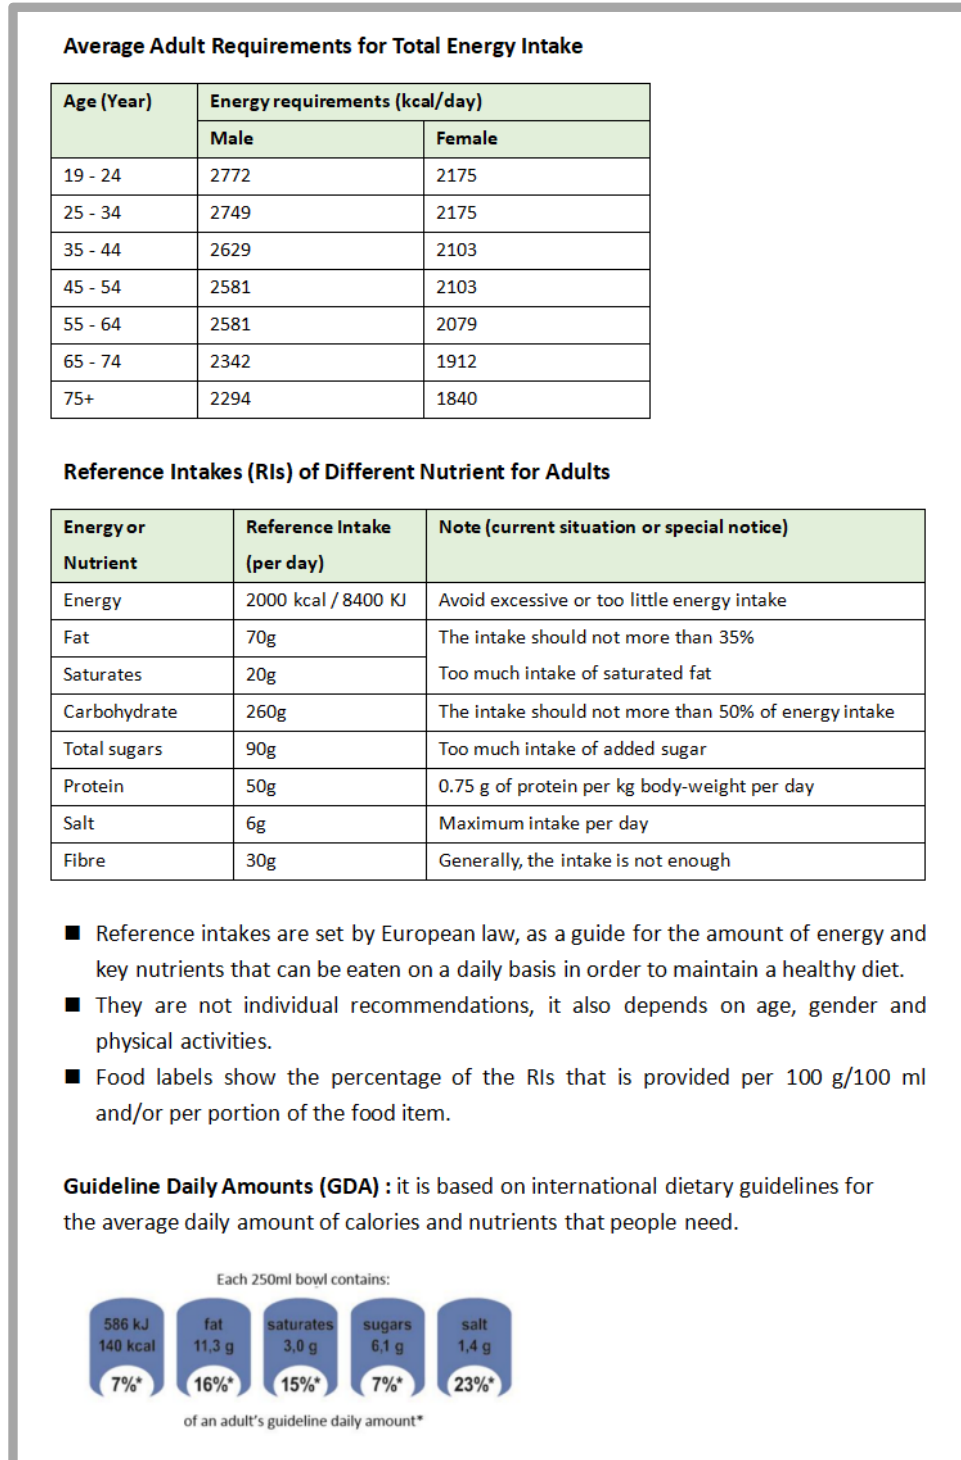 Average Adult Requirements for Total Energy Intake
Age (Year) Energy requirements (kcal/day)
Male Female
19 - 24 2772 2175
25 - 34 2749 2175
35 - 44 2629 2103
45 - 54 2581 2103
55 - 64 2581 2079
65 - 74 2342 1912
75+ 2294 1840
Reference Intakes (RIs) of Different Nutrient for Adults
Energy or Reference Intake Note (current situation or special notice)
Nutrient (per day)
Energy 2000 kcal / 8400 KJ Avoid excessive or too little energy intake
Fat 70g The intake should not more than 35%
Saturates 20g Too much intake of saturated fat
Carbohydrate 260g The intake should not more than 50% of energy intake
Total sugars 90g Too much intake of added sugar
Protein 50g 0.75 g of protein per kg body-weight per day
Salt 6g Maximum intake per day
Fibre 30g Generally, the intake is not enough
■ Reference intakes are set by European law, as a guide for the amount of energy and
key nutrients that can be eaten on a daily basis in order to maintain a healthy diet.
■ They are not individual recommendations, it also depends on age, gender and
physical activities.
■ Food labels show the percentage of the RIs that is provided per 100 g/100 ml
and/or per portion of the food item.
Guideline Daily Amounts (GDA) : it is based on international dietary guidelines for
the average daily amount of calories and nutrients that people need.
Each 250ml bowl contains:
586 kJ fat saturates sugars salt
140 kcal 11,3 g 3,0 g 6,1 g 1,4 g
7%* 16%* 15%* 7%* 23%*
of an adult's guideline daily amount*